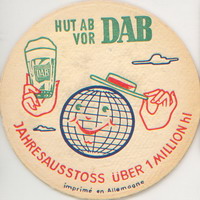 HUT AB
VOR DAB
DAB
JAHRESAUSSTOSS ÜBER 1 MILLION hl
imprimé en Allemagne